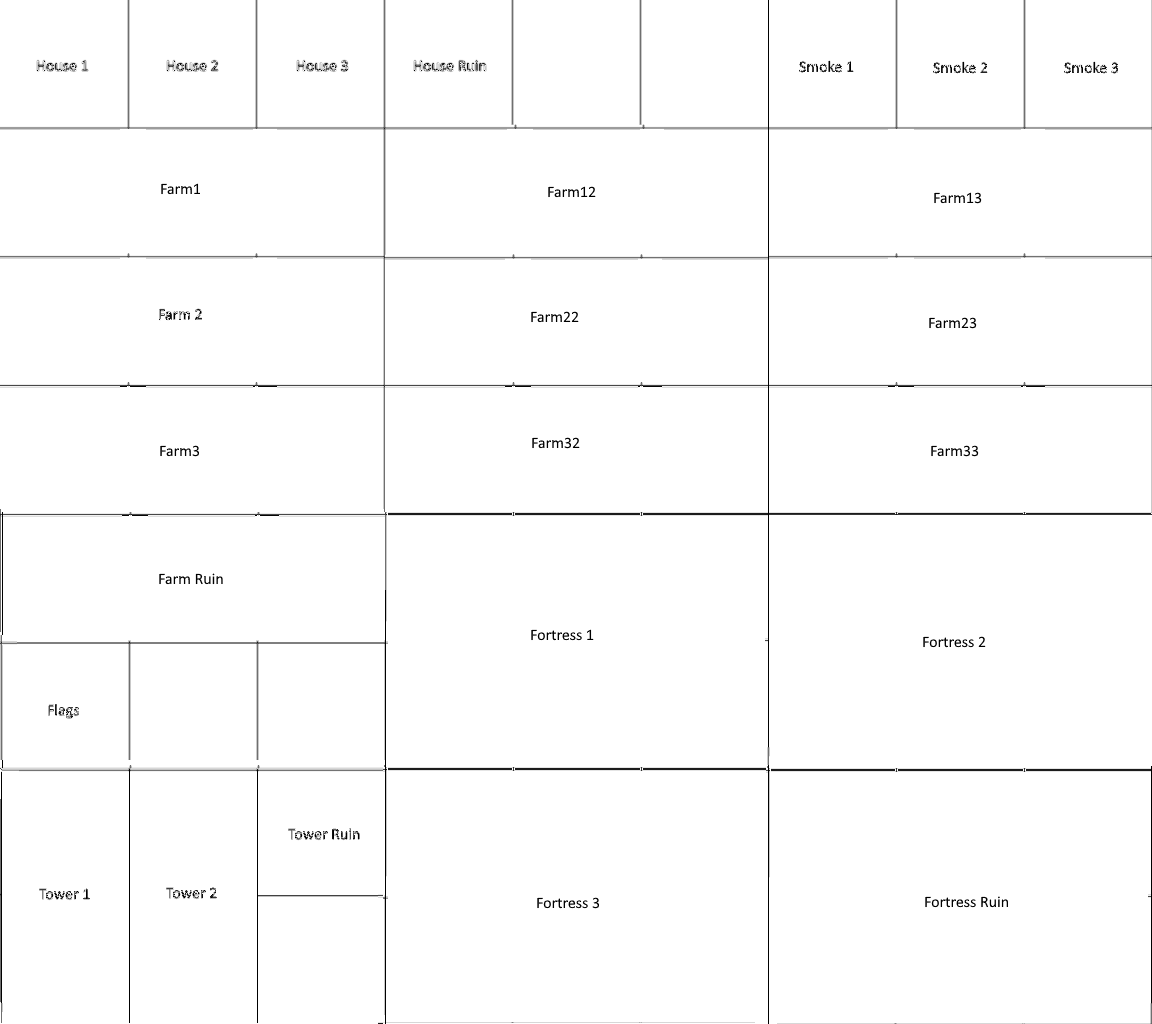 House 1
House 2
House 3
House Ruin
Smoke 1
Smoke 2
Smoke 3
Farm1
Farm12
Farm13
Farm 2
Farm22
Farm23
Farm3
Farm32
Farm33
Farm Ruin
Fortress 1
Fortress 2
Flags
Tower Ruin
Tower 1
Tower 2
Fortress 3
Fortress Ruin